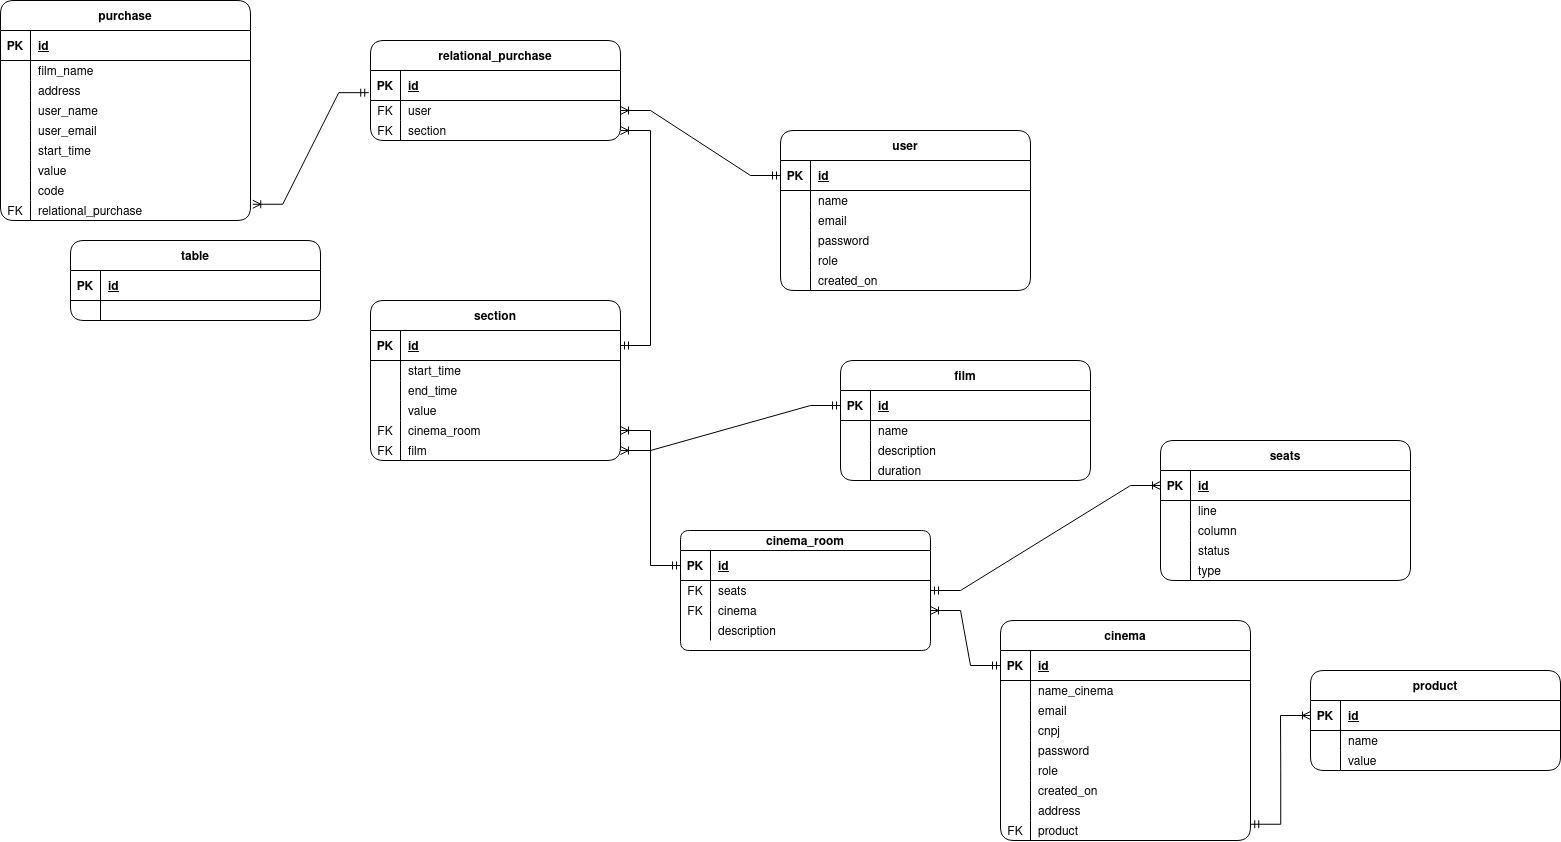 purchase
PK id
film_name
address
user_name
user_email
start_time
value
code
FK relational_purchase
relational_purchase
PK id
FK user
FK section
user
PK id
name
email
password
role
created_on
table
PK id
section
PK id
start_time
end_time
value
FK cinema_room
FK film
film
PK id
name
description
duration
seats
PK id
line
column
status
type
cinema_room
PK id
FK seats
FK cinema
description
cinema
PK id
name_cinema
email
cnpj
password
role
created_on
address
FK product
product
PK id
name
value